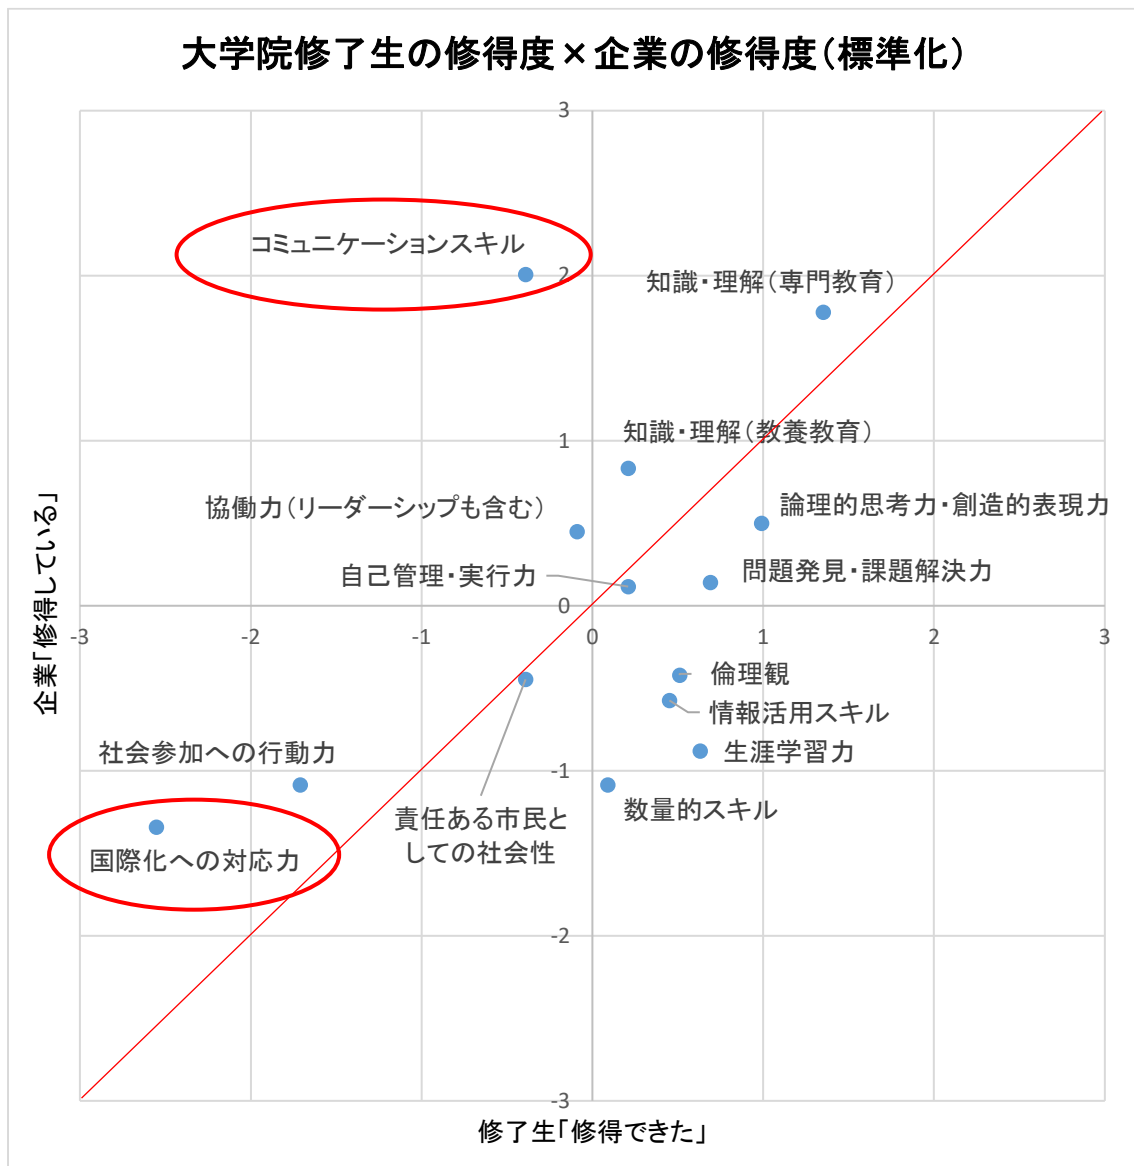 大学院修了生の修得度×企業の修得度（標準化）
3
コミュニケーションスキル
2
知識・理解（専門教育）
知識・理解（教養教育）
1
協働力（リーダーシップも含む）
論理的思考力・創造的表現力
自己管理・実行力
問題発見・課題解決力
0
-3
-2
-1
0
1
2
3
倫理観
情報活用スキル
社会参加への行動力
生涯学習力
-1
数量的スキル
責任ある市民と
しての社会性
国際化への対応力
-2
-3
企業「修得している」
修了生「修得できた」